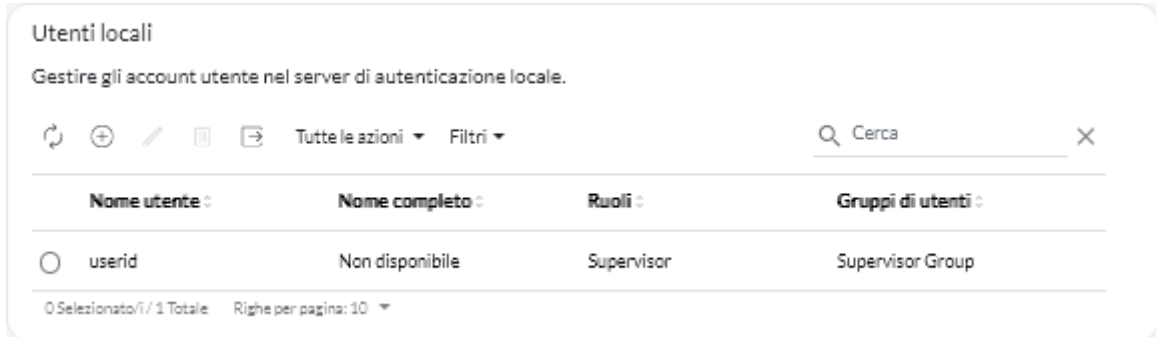 Utenti locali
Gestire gli account utente nel server di autenticazione locale.
Tutte le azioni Filtri Cerca
Nome utente Nome completo Ruoli Gruppi di utenti
userid Non disponibile Supervisor Supervisor Group
0 Selezionato/i / 1 Totale Righe per pagina: 10